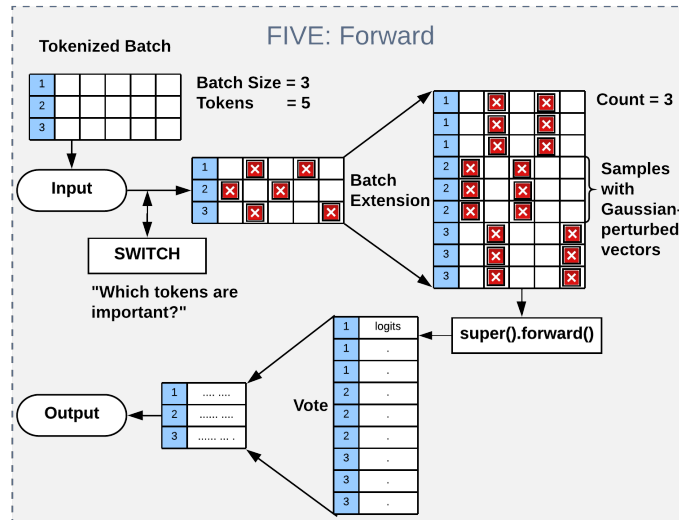 FIVE: Forward
Tokenized Batch
1
2
3
Batch Size = 3
Tokens = 5
Input
SWITCH
"Which tokens are
important?"
1
2
3
Batch
Extension
1
1
1
2
2
2
3
3
3
Count = 3
Samples
with
Gaussian-
perturbed
vectors
super().forward()
1 logits
1 .
1 .
2 .
2 .
2 .
3 .
3 .
3 .
Vote
1 .... ....
2 ...... ....
3 ...... ... .
Output